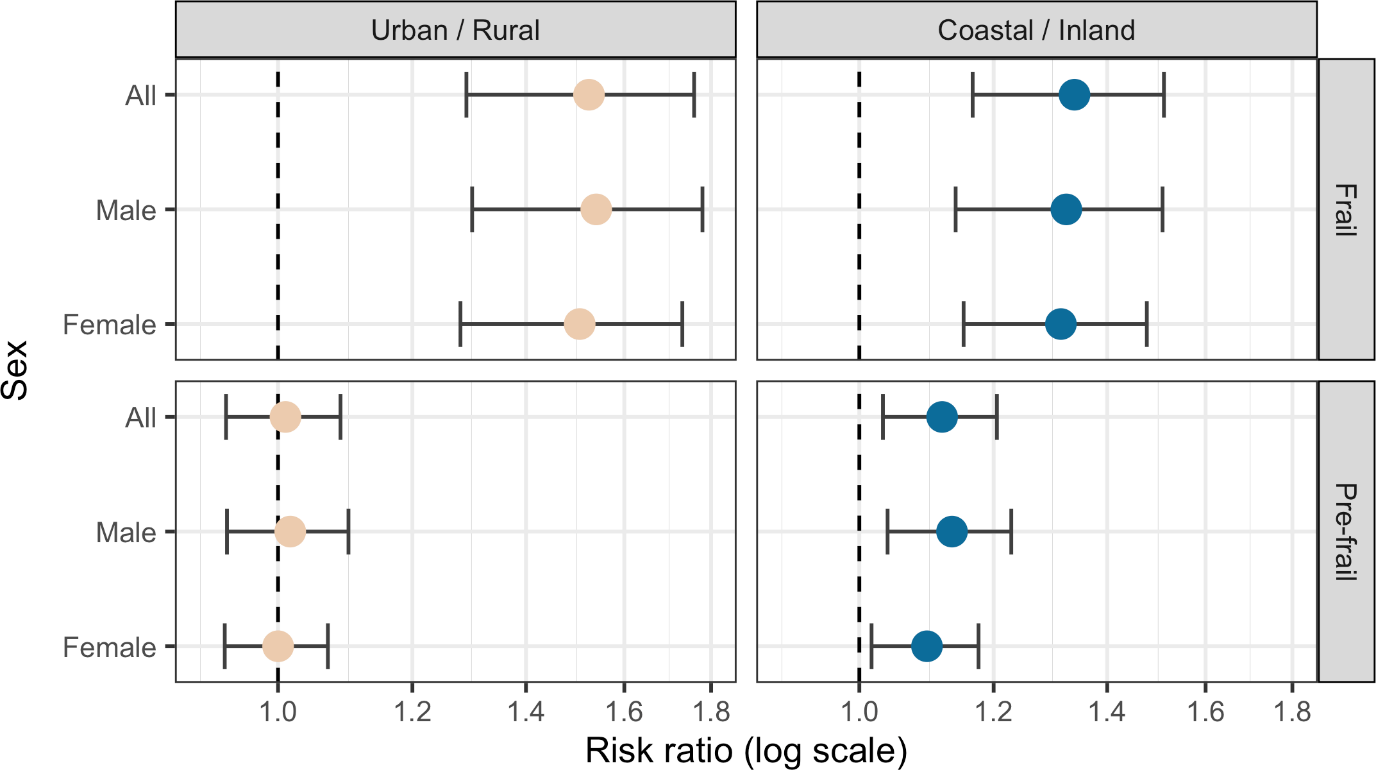 Urban / Rural
Coastal / Inland
All
Male
Female
Frail
Sex
All
Male
Female
Pre-frail
1.0 1.2 1.4 1.6 1.8
1.0 1.2 1.4 1.6 1.8
Risk ratio (log scale)